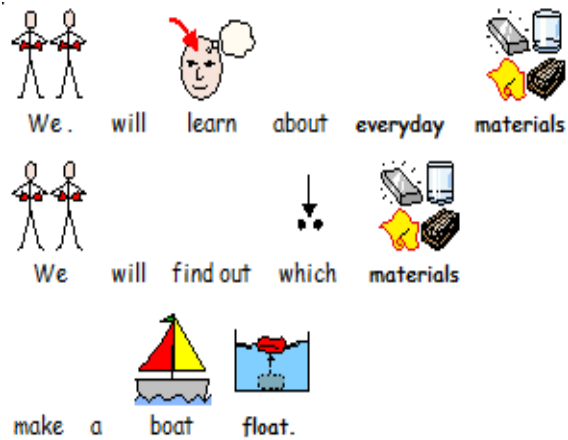 We. will learn about everyday materials
We will find out which materials
make a boat float.